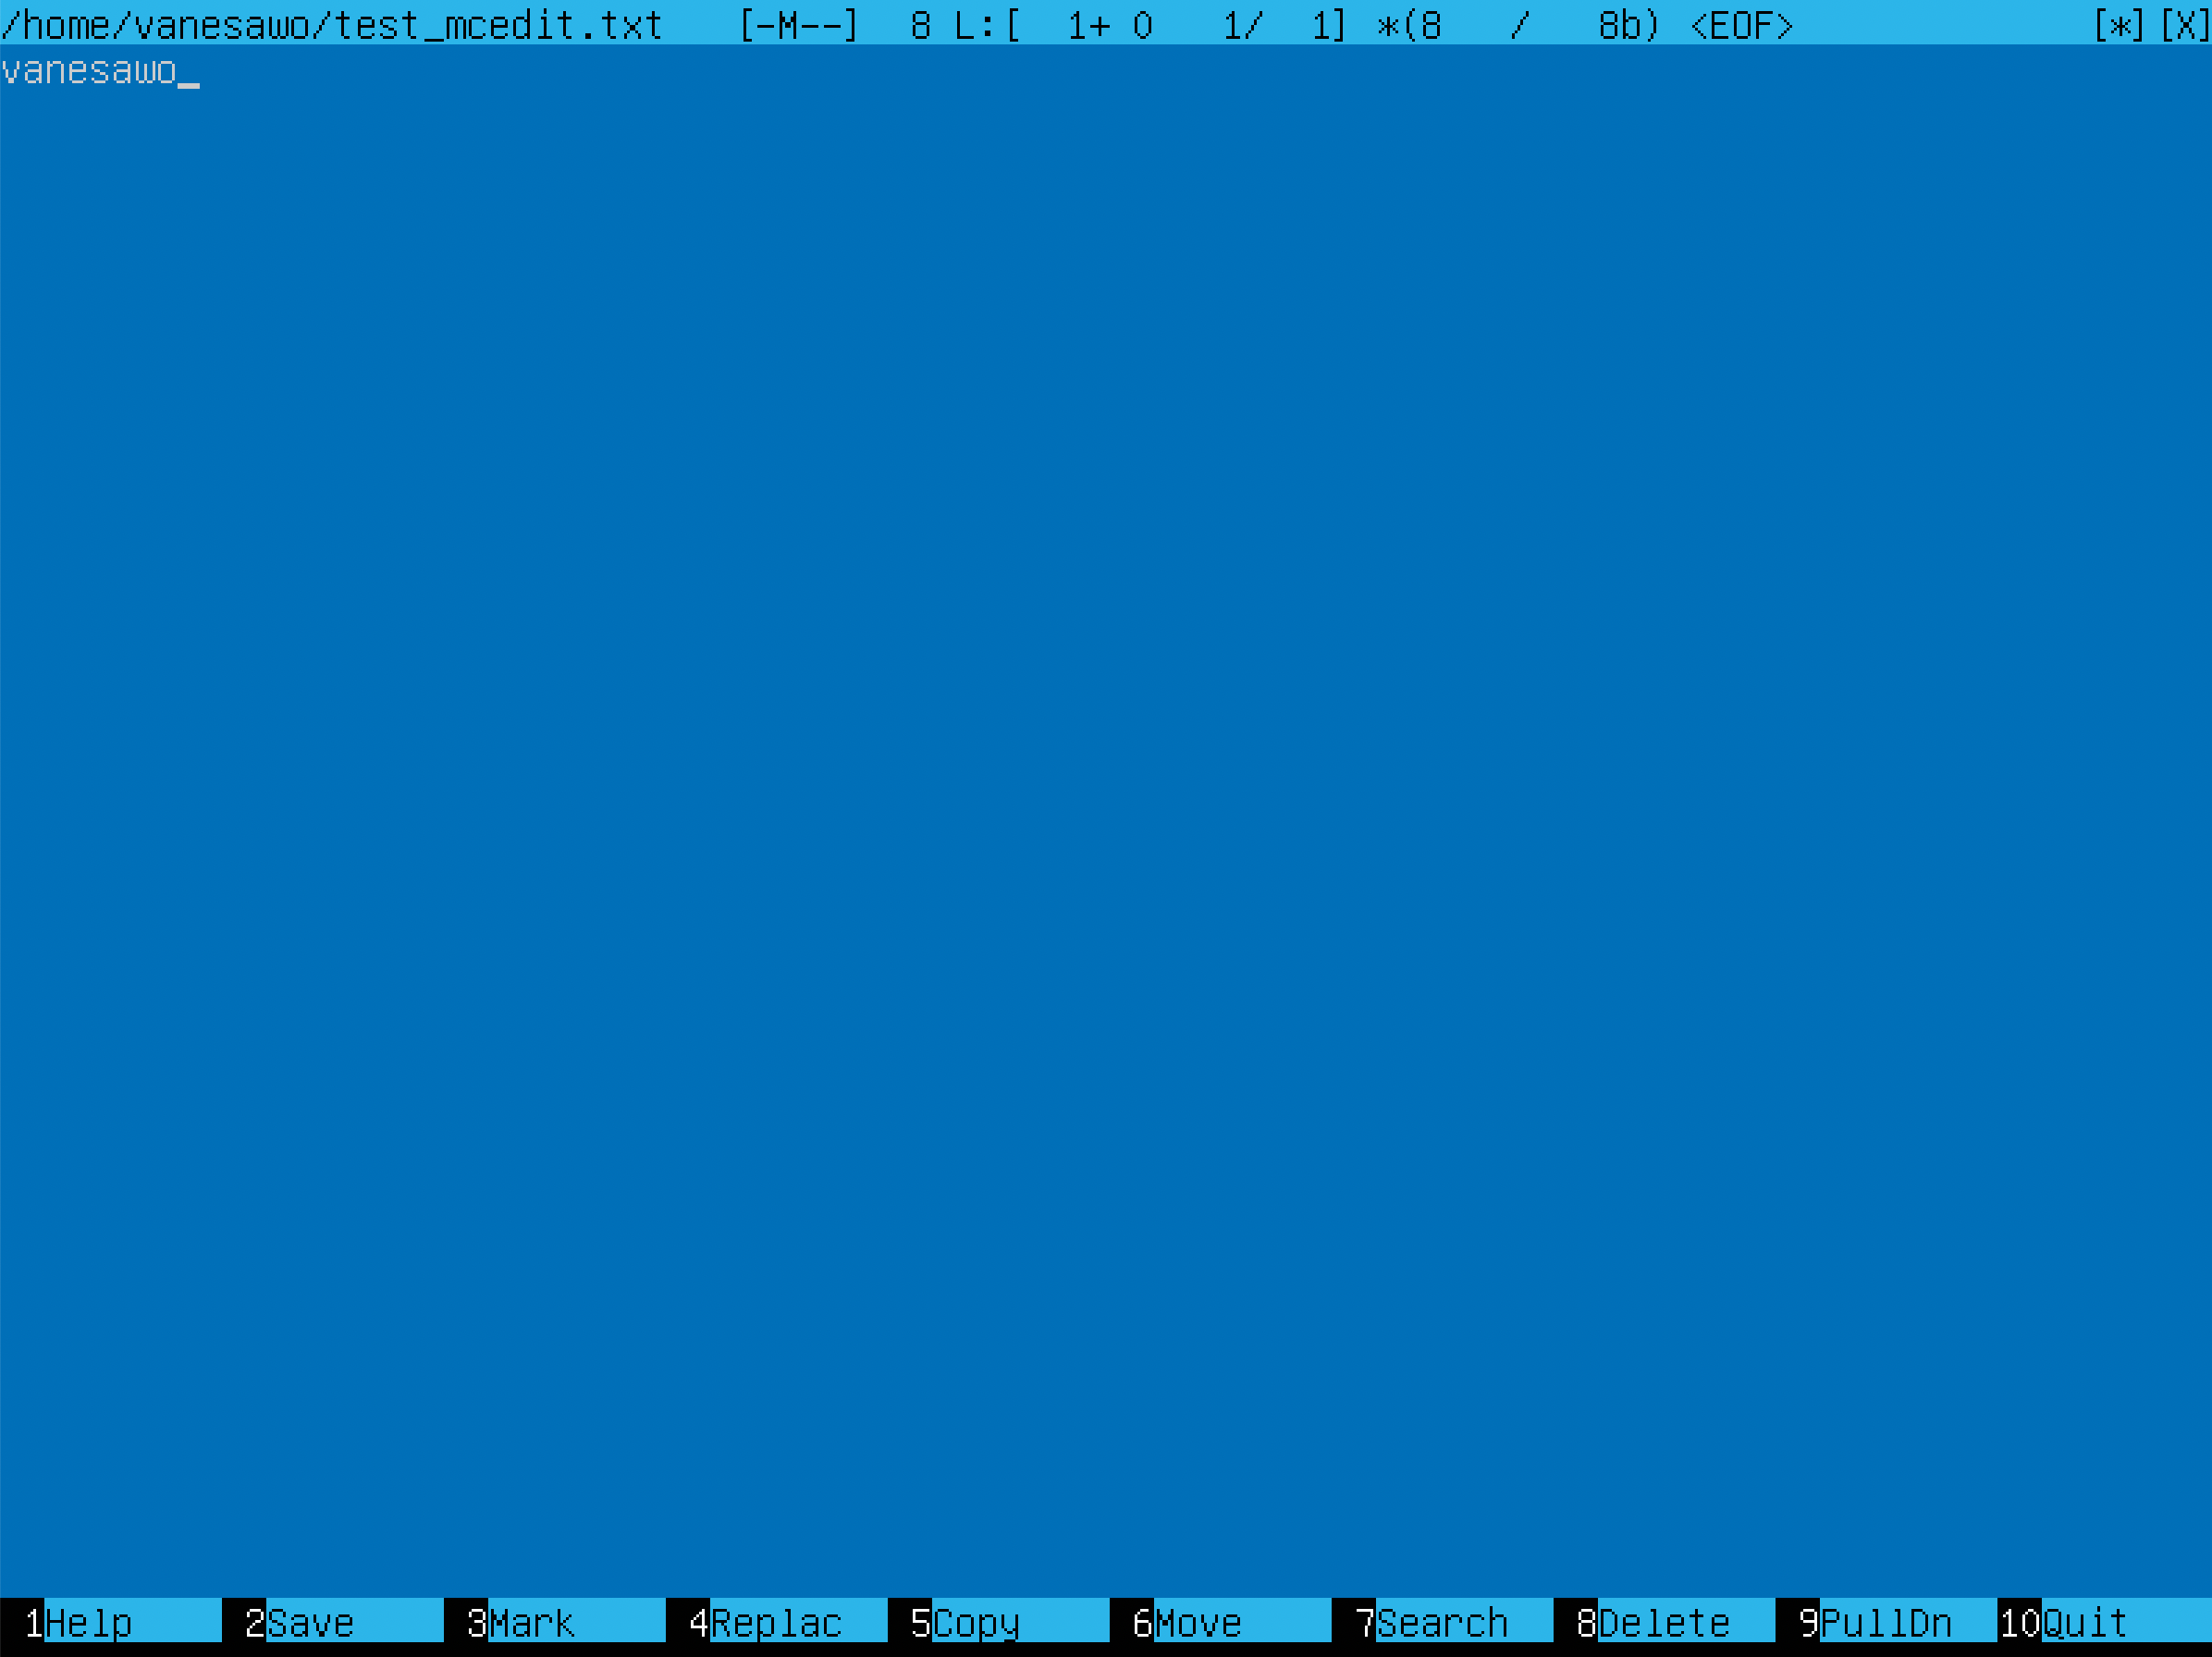 /home/vanesawo/test_mcedit.txt [-M--] 8 L:[ 1+ 0 1/ 1] *(8 / 8b) <EOF> [*][X]
vanesawo_
1Help 2Save 3Mark 4Replac 5Copy 6Move 7Search 8Delete 9PullDn 10Quit